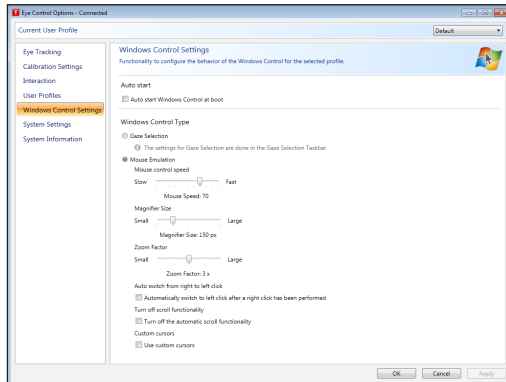 Eye Control Options - Connected
Current User Profile
Default
Eye Tracking
Calibration Settings
Interaction
User Profiles
Windows Control Settings
System Settings
System Information
Windows Control Settings
Functionality to configure the behavior of the Windows Control for the selected profile.
Auto start
Auto start Windows Control at boot
Windows Control Type
Gaze Selection
The settings for Gaze Selection are done in the Gaze Selection Taskbar
Mouse Emulation
Mouse control speed
Slow Fast
Mouse Speed: 70
Magnifier Size
Small Large
Magnifier Size: 150 px
Zoom Factor
Small Large
Zoom Factor: 3 x
Auto switch from right to left click
Automatically switch to left click after a right click has been performed
Turn off scroll functionality
Turn off the automatic scroll functionality
Custom cursors
Use custom cursors
OK Cancel Apply